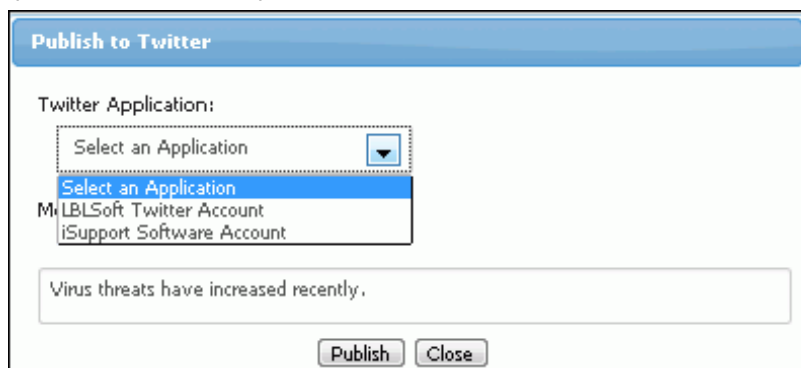 Publish to Twitter
Twitter Application:
Select an Application
Select an Application
LBLSoft Twitter Account
iSupport Software Account
Virus threats have increased recently.
Publish Close